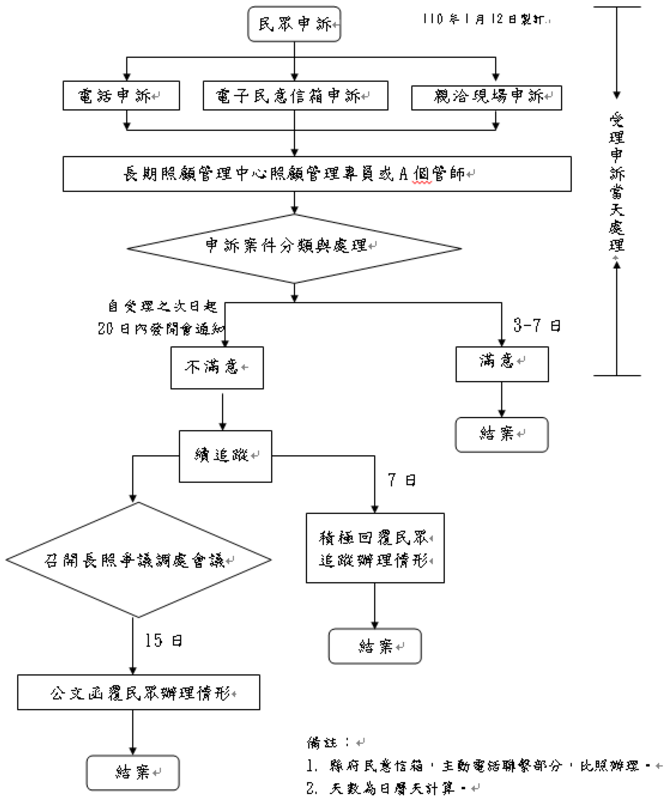 民眾申訴
110年1月12日製訂
電話申訴
電子民意信箱申訴
親洽現場申訴
受理申訴當天處理
長期照顧管理中心照顧管理專員或A個管師
申訴案件分類與處理
自受理之次日起
20日內發開會通知
3-7日
不滿意
滿意
結案
續追蹤
7日
積極回覆民眾
追蹤辦理情形
召開長照爭議調處會議
結案
15日
公文函覆民眾辦理情形
結案
備註：
1. 縣府民意信箱，主動電話聯繫部分，比照辦理。
2. 天數為日曆天計算。